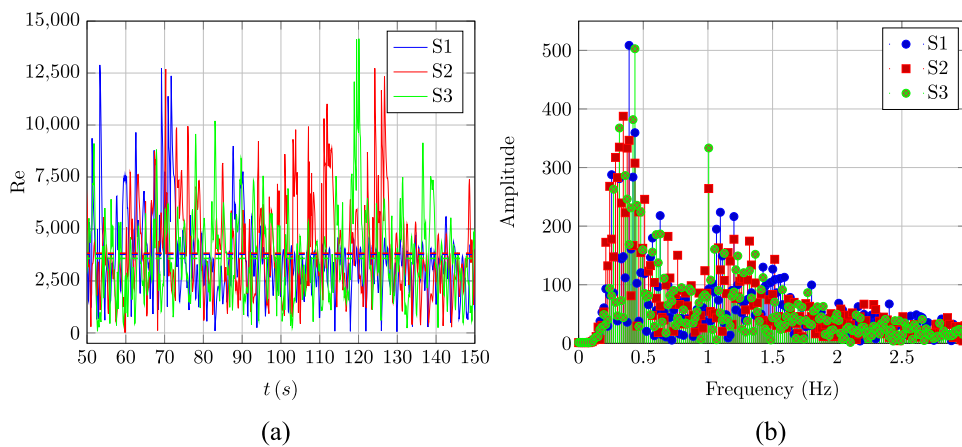 15,000
12,500
10,000
7,500
5,000
2,500
0
Re
50 60 70 80 90 100 110 120 130 140 150
t (s)
S1
S2
S3
(a)
500
400
300
200
100
0
Amplitude
0 0.5 1 1.5 2 2.5
Frequency (Hz)
S1
S2
S3
(b)